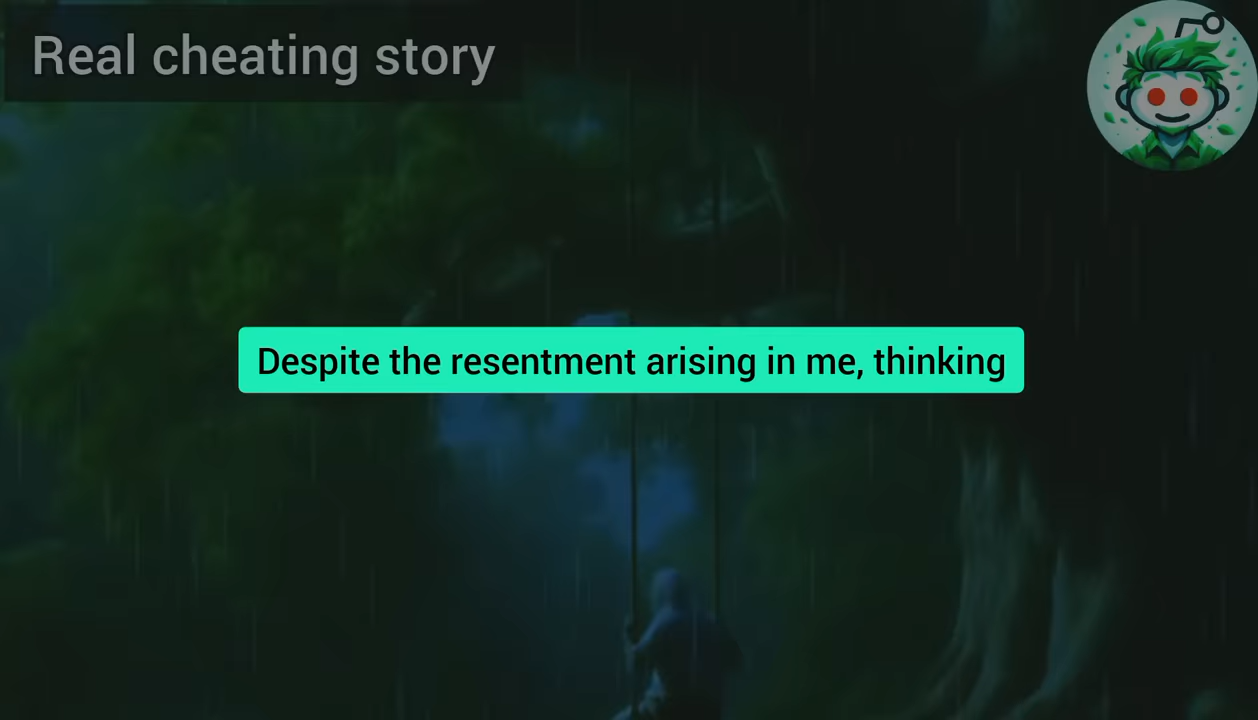 Real cheating story
Despite the resentment arising in me, thinking